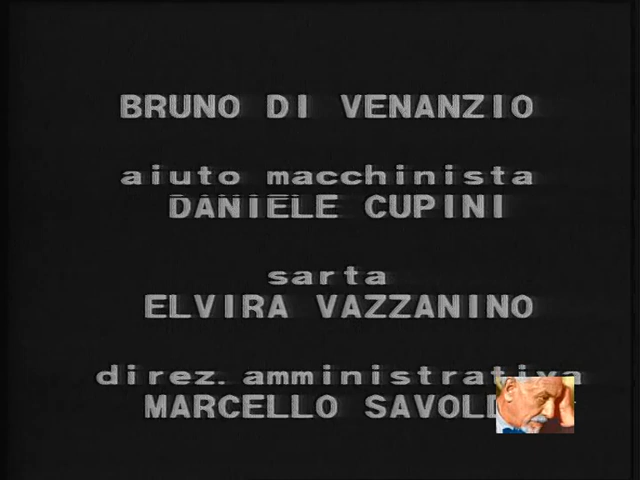 BRUNO DI VENANZIO
aiuto macchinista
DANIELE CUPINI
sarta
ELVIRA VAZZANINO
direz. amministrativa
MARCELLO